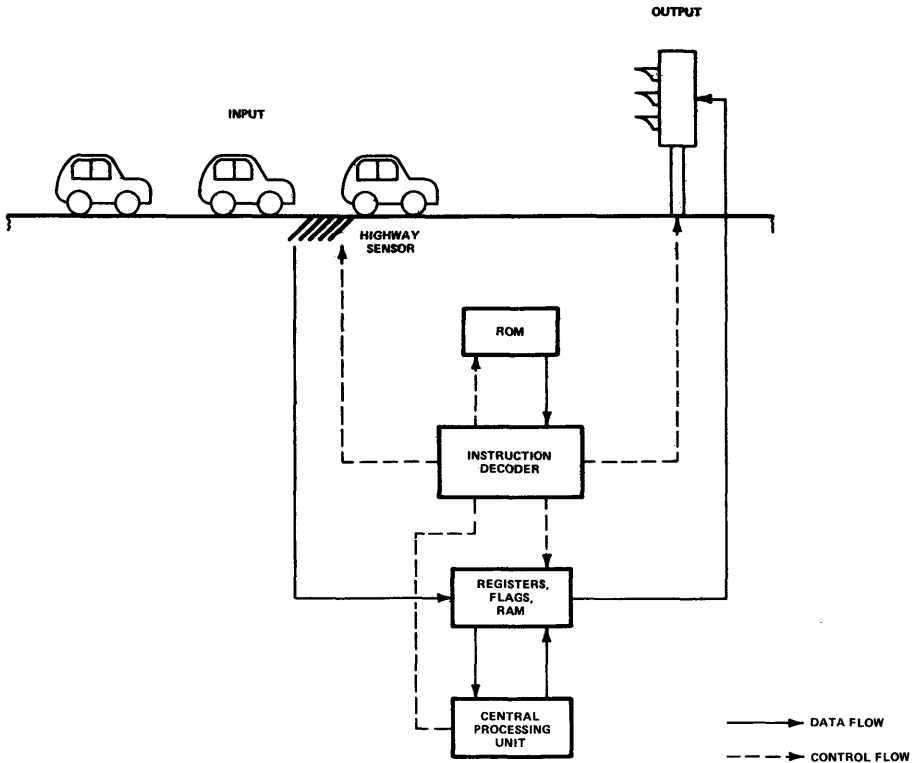 OUTPUT
INPUT
HIGHWAY
SENSOR
ROM
INSTRUCTION
DECODER
REGISTERS,
FLAGS,
RAM
CENTRAL
PROCESSING
UNIT
DATA FLOW
CONTROL FLOW